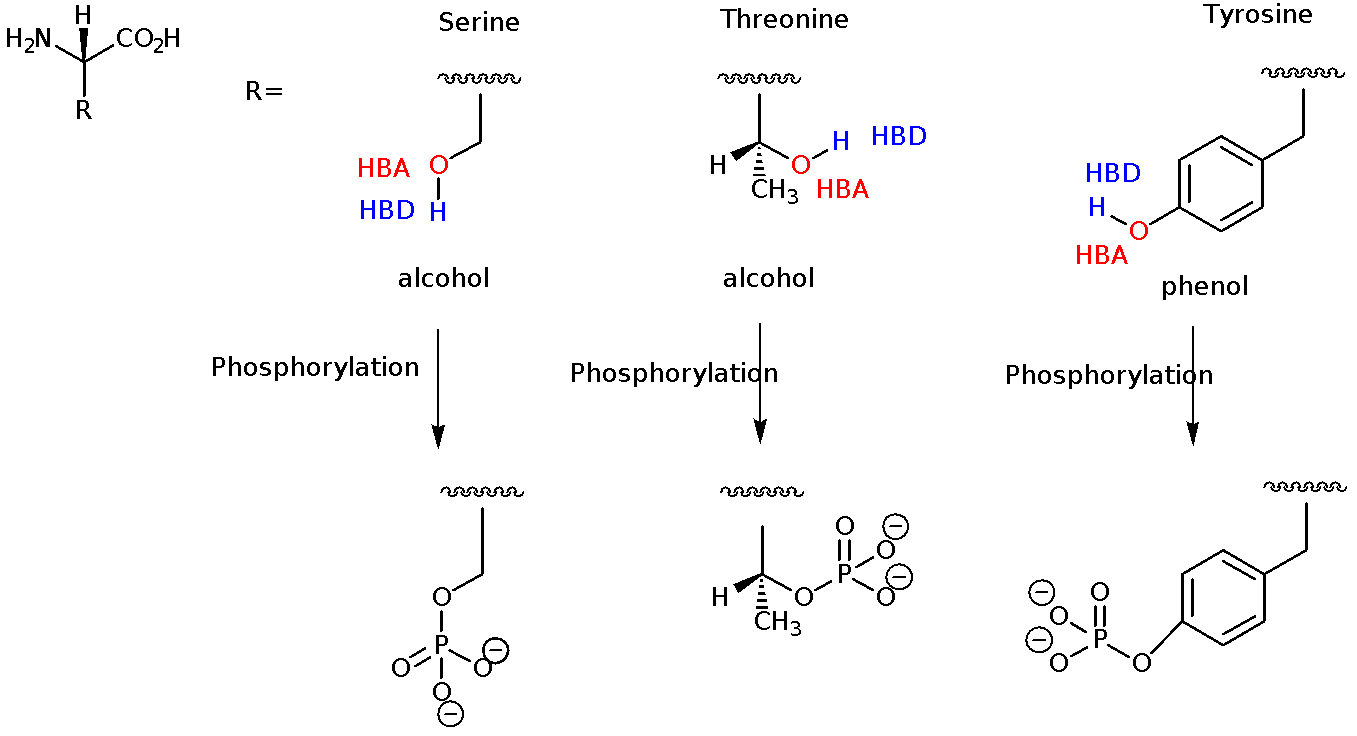 Serine
Threonine
Tyrosine
H
H₂N
CO₂H
R
R=
HBA
O
HBD
H
H
HBD
H
O
CH₃
HBA
HBD
H
O
HBA
alcohol
alcohol
phenol
Phosphorylation
Phosphorylation
Phosphorylation
O
P
O
O
O
−
−
O
P
O
O
O
−
−
H
CH₃
O
P
O
O
O
−
−